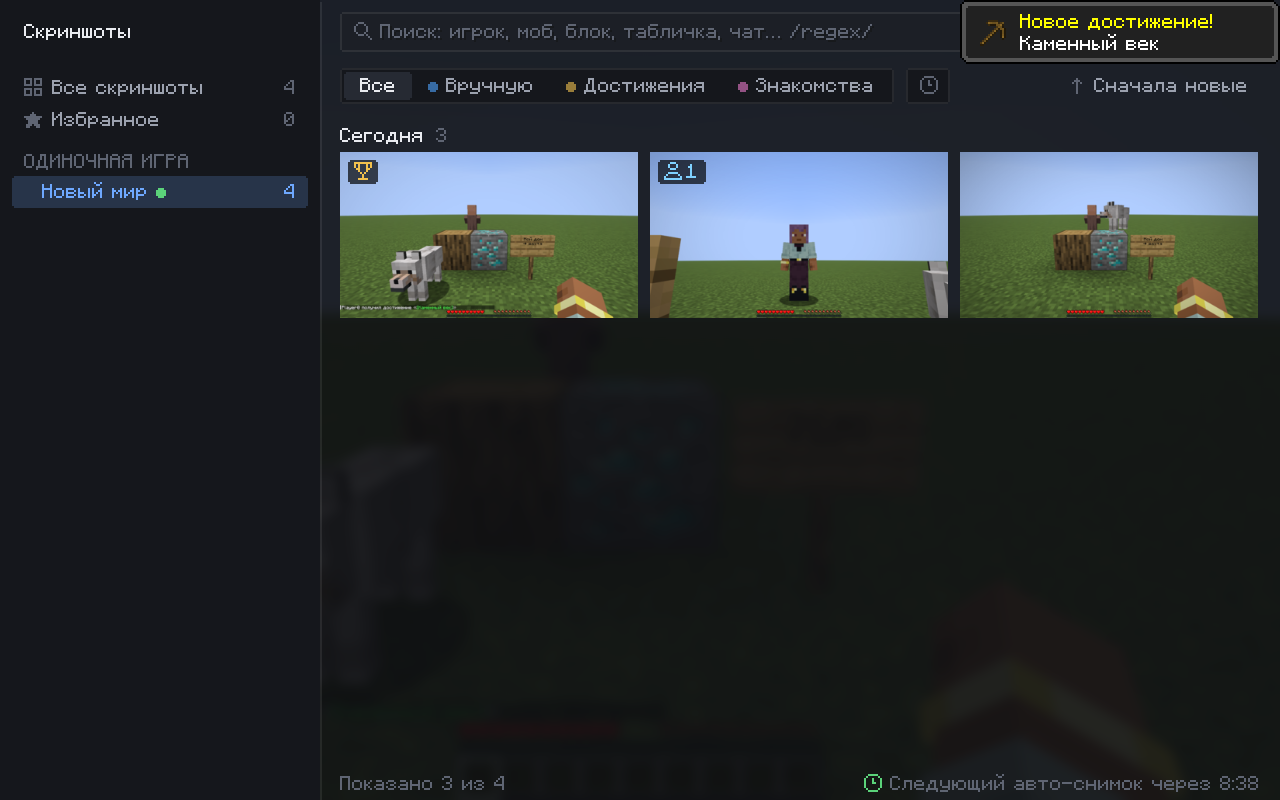 Скриншоты
Поиск: игрок, моб, блок, табличка, чат... /regex/
Новое достижение!
Каменный век
Все скриншоты 4
Избранное 0
ОДИНОЧНАЯ ИГРА
Новый мир 4
Все Вручную Достижения Знакомства
↑ Сначала новые
Сегодня 3
1
Показано 3 из 4
Следующий авто-снимок через 8:38